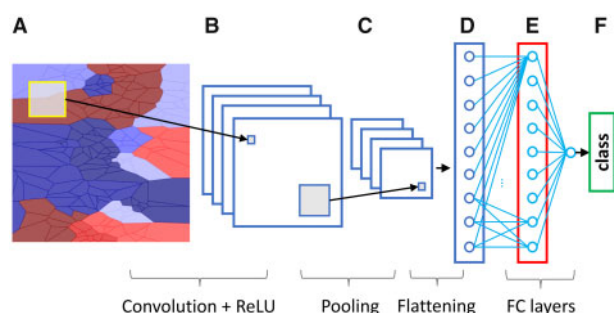 A B C D E F
class
...
Convolution + ReLU Pooling Flattening FC layers